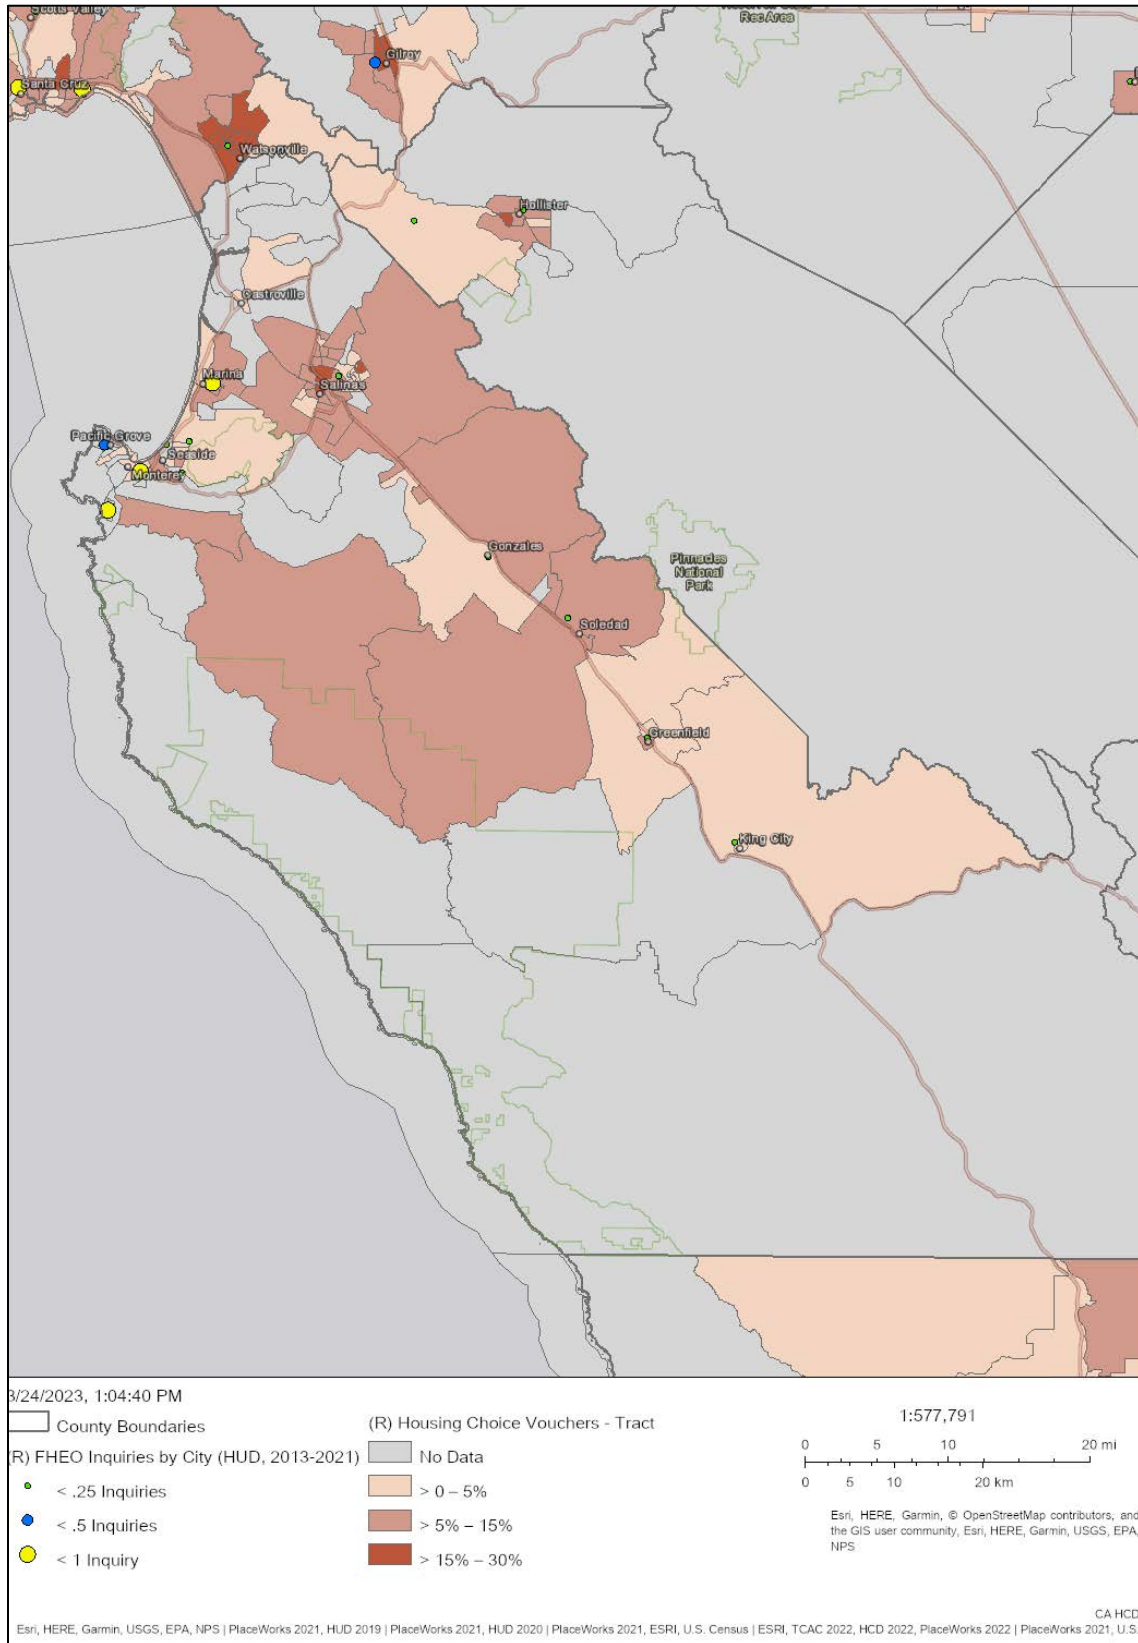 Scotts Valley
Rec Area
Gilroy
Santa Cruz
Watsonville
Hollister
Castroville
Marina
Salinas
Pacific Grove
Seaside
Monterey
Gonzales
Pinnacles
National
Park
Soledad
Greenfield
King City
3/24/2023, 1:04:40 PM
County Boundaries
(R) FHEO Inquiries by City (HUD, 2013-2021)
< .25 Inquiries
< .5 Inquiries
< 1 Inquiry
(R) Housing Choice Vouchers - Tract
No Data
> 0 – 5%
> 5% – 15%
> 15% – 30%
1:577,791
0 5 10 20 mi
0 5 10 20 km
Esri, HERE, Garmin, © OpenStreetMap contributors, and
the GIS user community, Esri, HERE, Garmin, USGS, EPA,
NPS
CA HCD
Esri, HERE, Garmin, USGS, EPA, NPS | PlaceWorks 2021, HUD 2019 | PlaceWorks 2021, HUD 2020 | PlaceWorks 2021, ESRI, U.S. Census | ESRI, TCAC 2022, HCD 2022, PlaceWorks 2022 | PlaceWorks 2021, U.S.